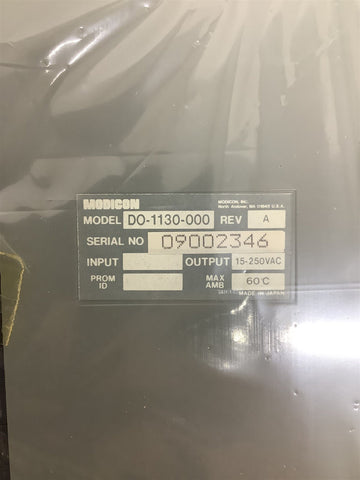 MODICON
MODICON, INC.
North Andover, MA 01845 U.S.A.
MODEL DO-1130-000 REV A
SERIAL NO 09002346
INPUT OUTPUT 15-250VAC
PROM ID MAX AMB 60°C
MADE IN JAPAN